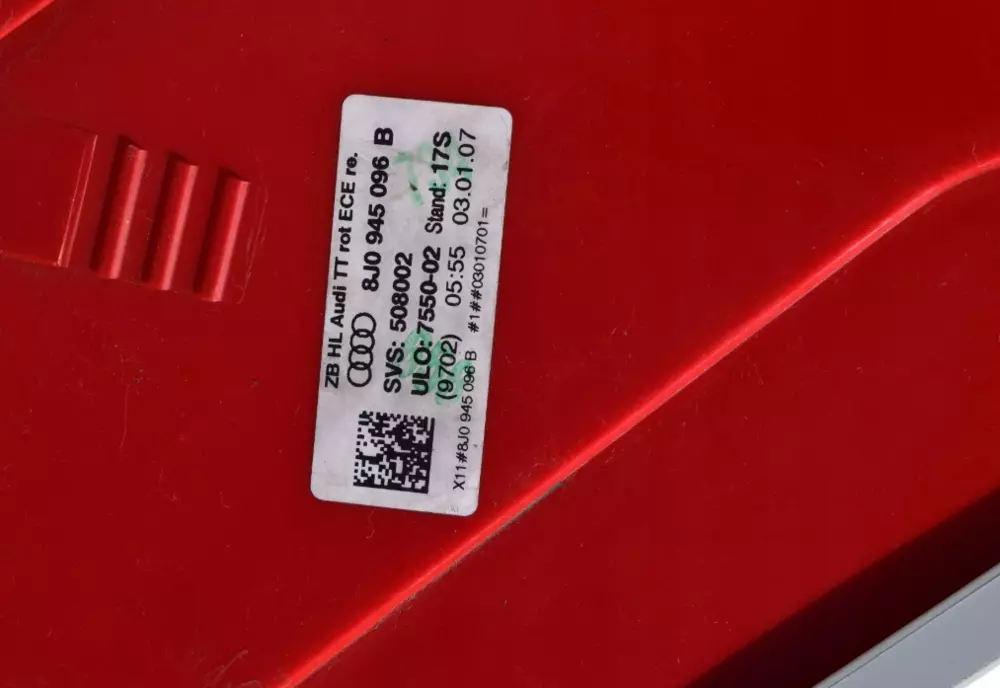 ZB HL Audi TT rot ECE re.
8J0 945 096 B
SVS: 508002
ULO:7550-02 Stand: 17S
(9702) 05:55 03.01.07
X11#8J0 945 096 B #1##03010701=